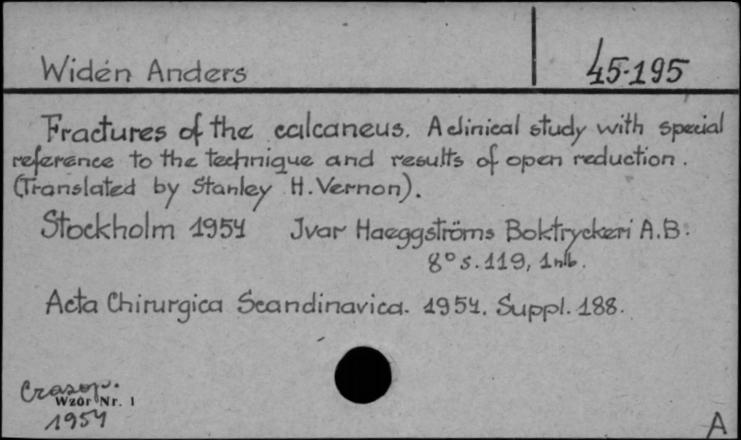 Widén Anders
45-195
Fractures of the calcaneus. A clinical study with special
reference to the technique and results of open reduction.
(Translated by Stanley H. Vernon).
Stockholm 1954 Jvar Haeggströms Boktryckeri A.B.
8° s. 119, 1 nlb.
Acta Chirurgica Scandinavica. 1954. Suppl. 188.
Czasop.
Wzór Nr. 1
1954
A